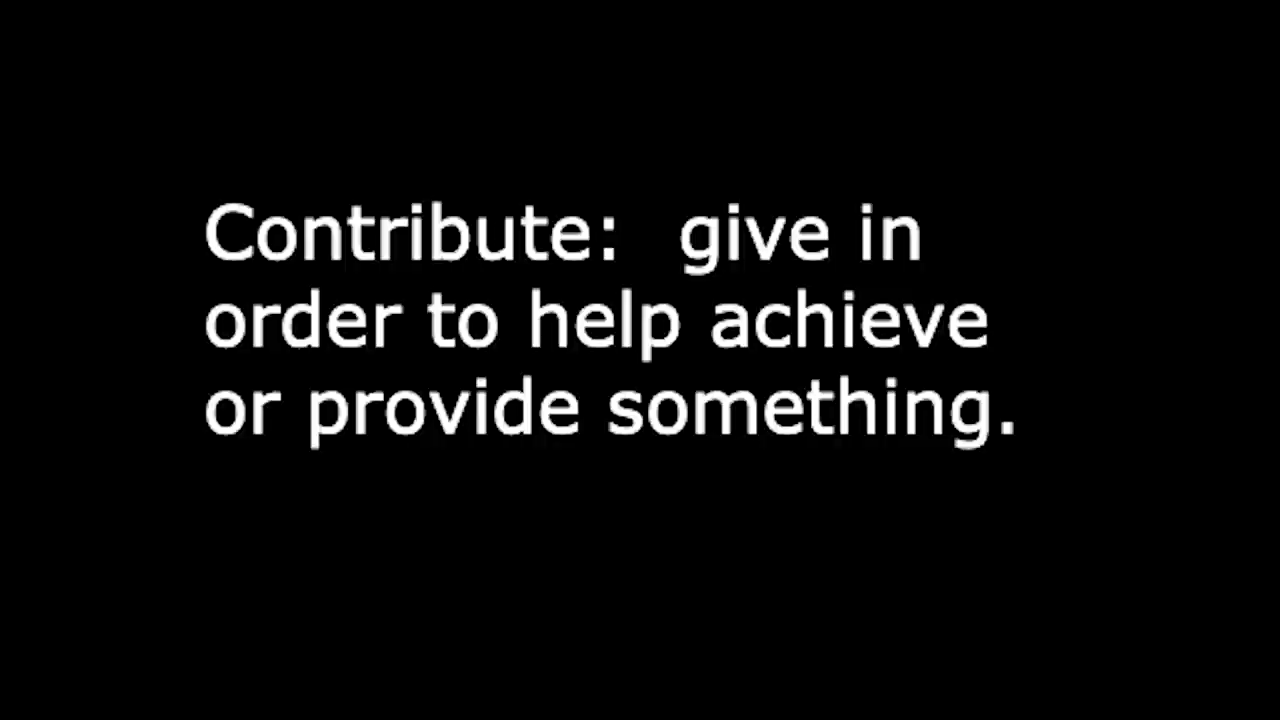 Contribute:  give in
order to help achieve
or provide something.